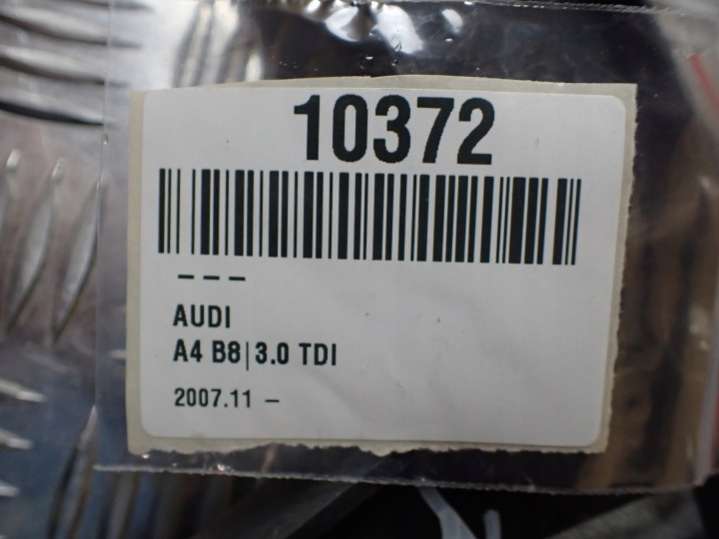 10372
---
AUDI
A4 B8|3.0 TDI
2007.11 –